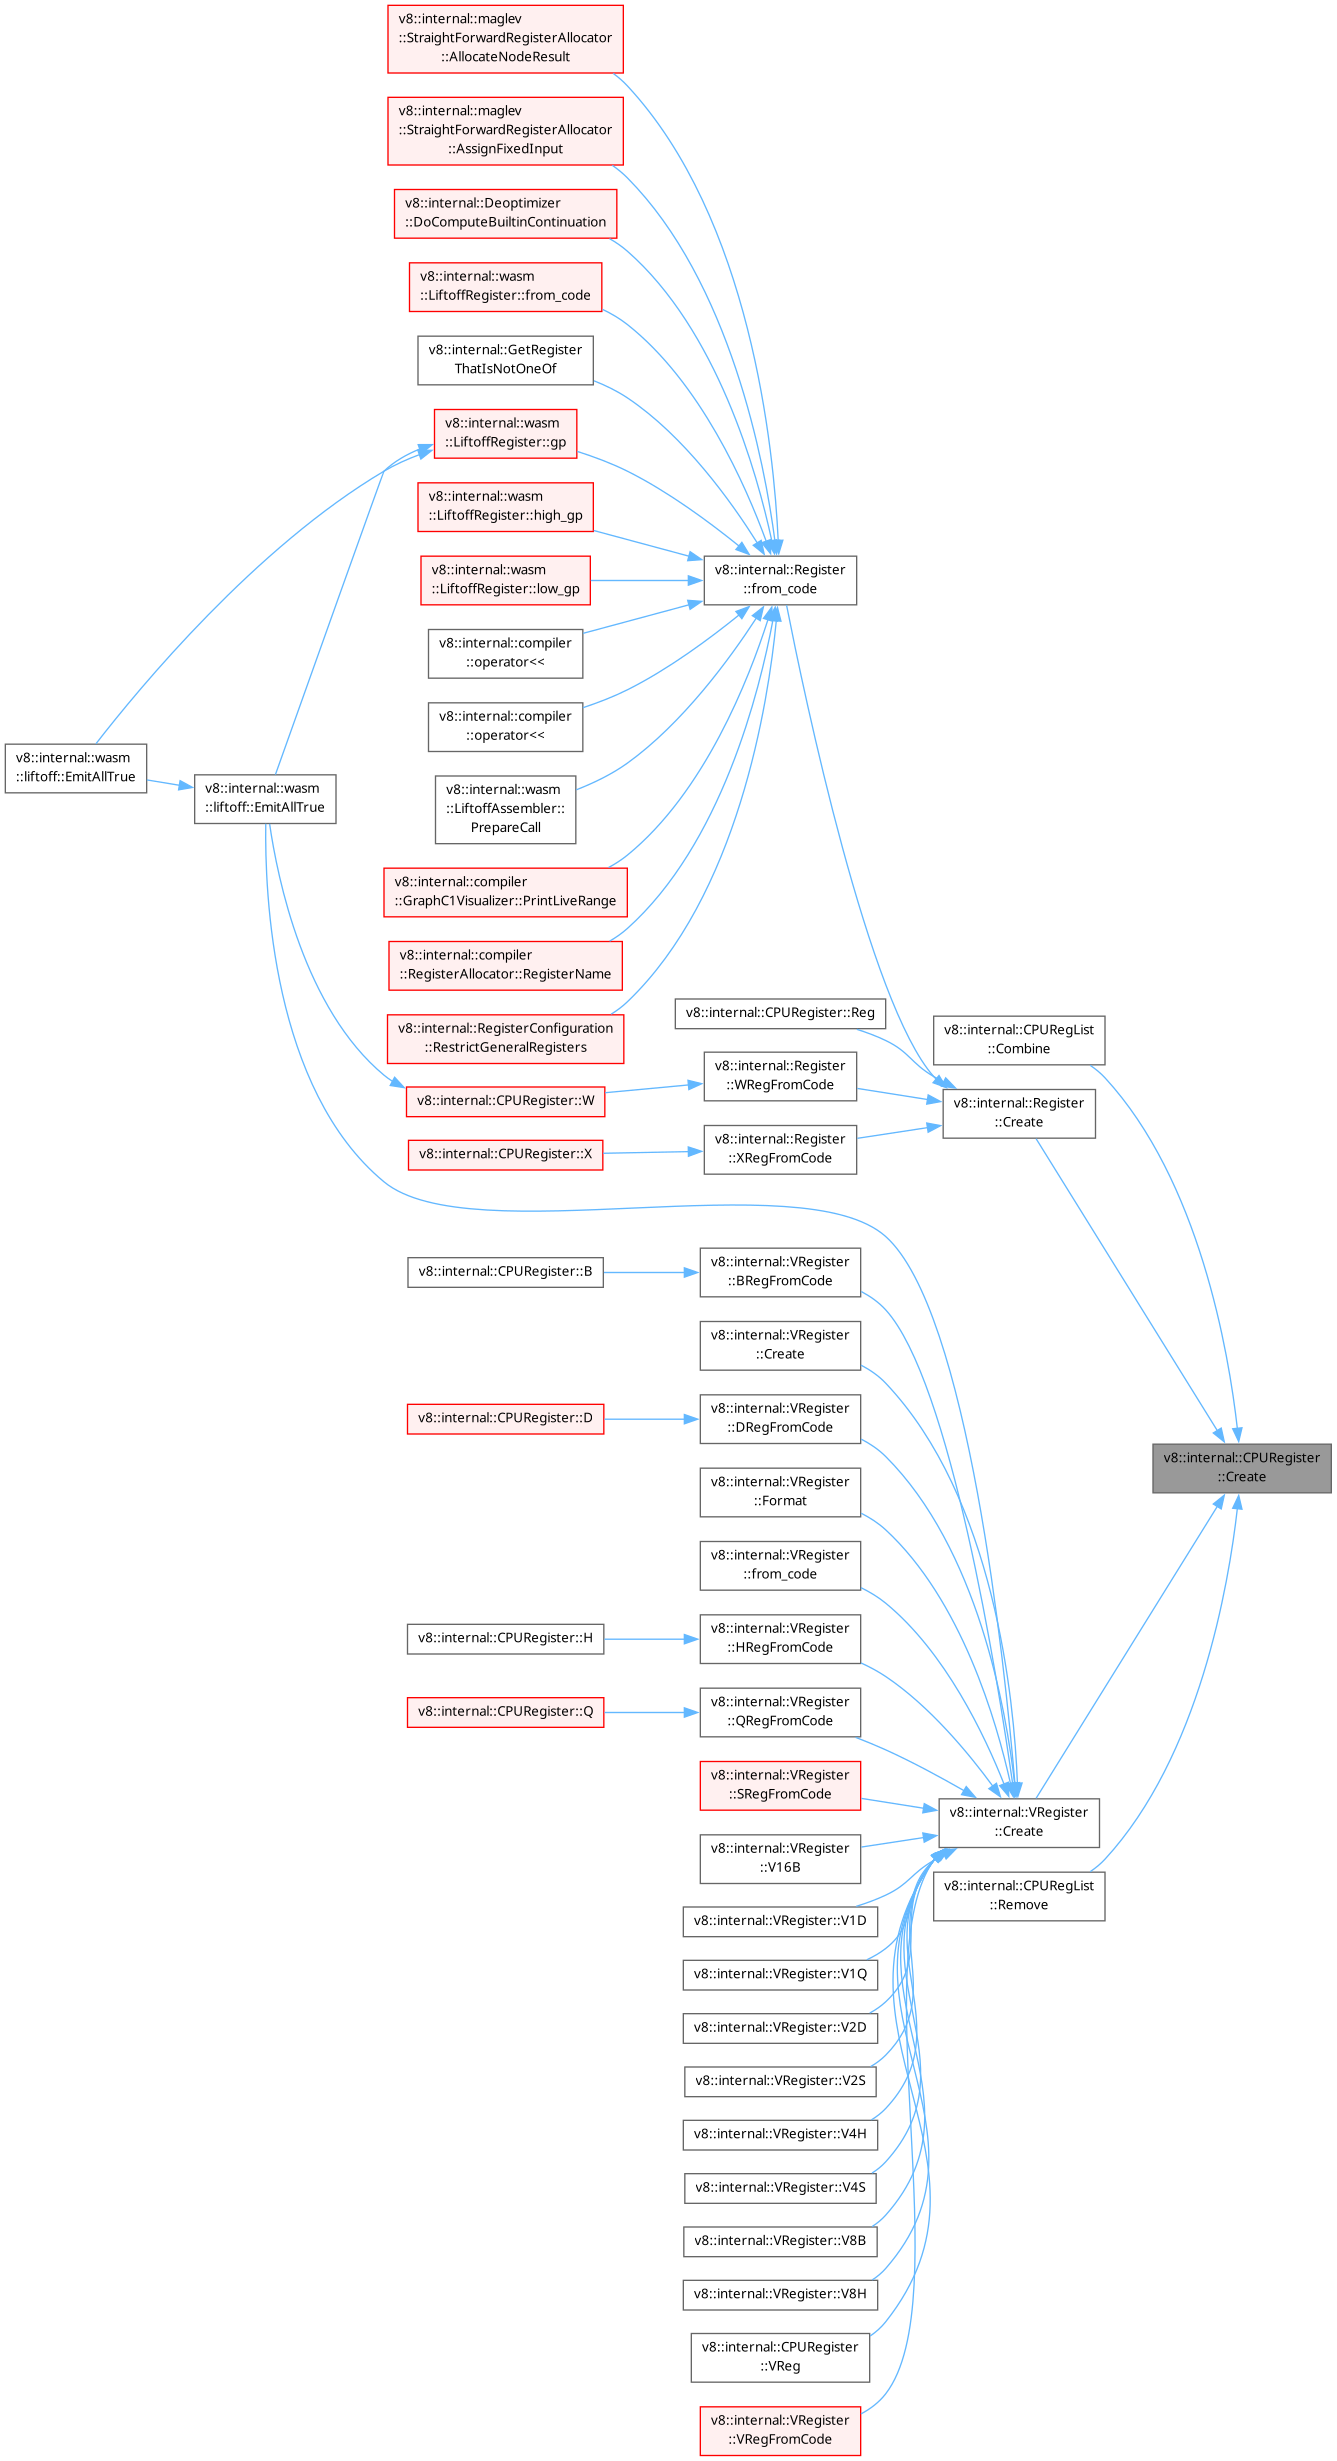 v8::internal::maglev
::StraightForwardRegisterAllocator
::AllocateNodeResult
v8::internal::maglev
::StraightForwardRegisterAllocator
::AssignFixedInput
v8::internal::Deoptimizer
::DoComputeBuiltinContinuation
v8::internal::wasm
::LiftoffRegister::from_code
v8::internal::GetRegister
ThatIsNotOneOf
v8::internal::wasm
::LiftoffRegister::gp
v8::internal::wasm
::LiftoffRegister::high_gp
v8::internal::wasm
::LiftoffRegister::low_gp
v8::internal::Register
::from_code
v8::internal::compiler
::operator<<
v8::internal::compiler
::operator<<
v8::internal::wasm
::liftoff::EmitAllTrue
v8::internal::wasm
::liftoff::EmitAllTrue
v8::internal::wasm
::LiftoffAssembler::
PrepareCall
v8::internal::compiler
::GraphC1Visualizer::PrintLiveRange
v8::internal::compiler
::RegisterAllocator::RegisterName
v8::internal::RegisterConfiguration
::RestrictGeneralRegisters
v8::internal::CPURegister::Reg
v8::internal::CPURegList
::Combine
v8::internal::CPURegister::W
v8::internal::Register
::WRegFromCode
v8::internal::Register
::Create
v8::internal::CPURegister::X
v8::internal::Register
::XRegFromCode
v8::internal::CPURegister::B
v8::internal::VRegister
::BRegFromCode
v8::internal::VRegister
::Create
v8::internal::CPURegister::D
v8::internal::VRegister
::DRegFromCode
v8::internal::CPURegister
::Create
v8::internal::VRegister
::Format
v8::internal::VRegister
::from_code
v8::internal::CPURegister::H
v8::internal::VRegister
::HRegFromCode
v8::internal::CPURegister::Q
v8::internal::VRegister
::QRegFromCode
v8::internal::VRegister
::SRegFromCode
v8::internal::VRegister
::Create
v8::internal::VRegister
::V16B
v8::internal::CPURegList
::Remove
v8::internal::VRegister::V1D
v8::internal::VRegister::V1Q
v8::internal::VRegister::V2D
v8::internal::VRegister::V2S
v8::internal::VRegister::V4H
v8::internal::VRegister::V4S
v8::internal::VRegister::V8B
v8::internal::VRegister::V8H
v8::internal::CPURegister
::VReg
v8::internal::VRegister
::VRegFromCode